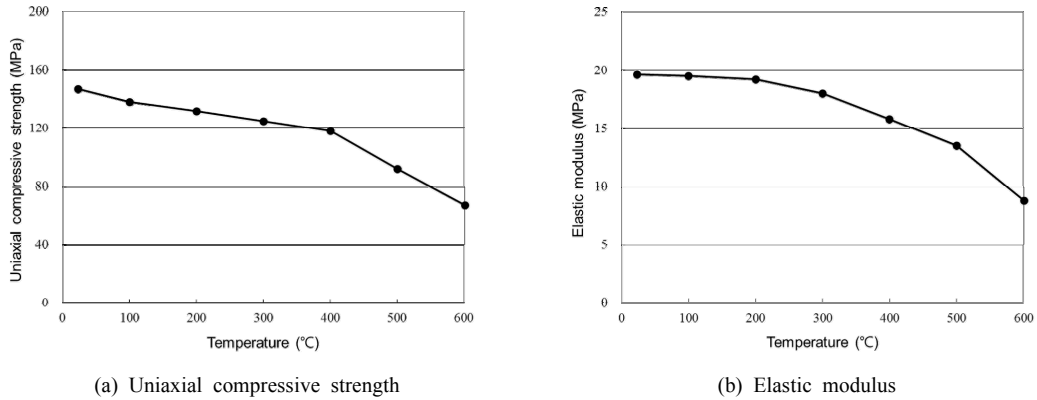 200
160
120
80
40
0
0 100 200 300 400 500 600
Uniaxial compressive strength (MPa)
Temperature (℃)
(a) Uniaxial compressive strength
25
20
15
10
5
0
0 100 200 300 400 500 600
Elastic modulus (MPa)
Temperature (℃)
(b) Elastic modulus